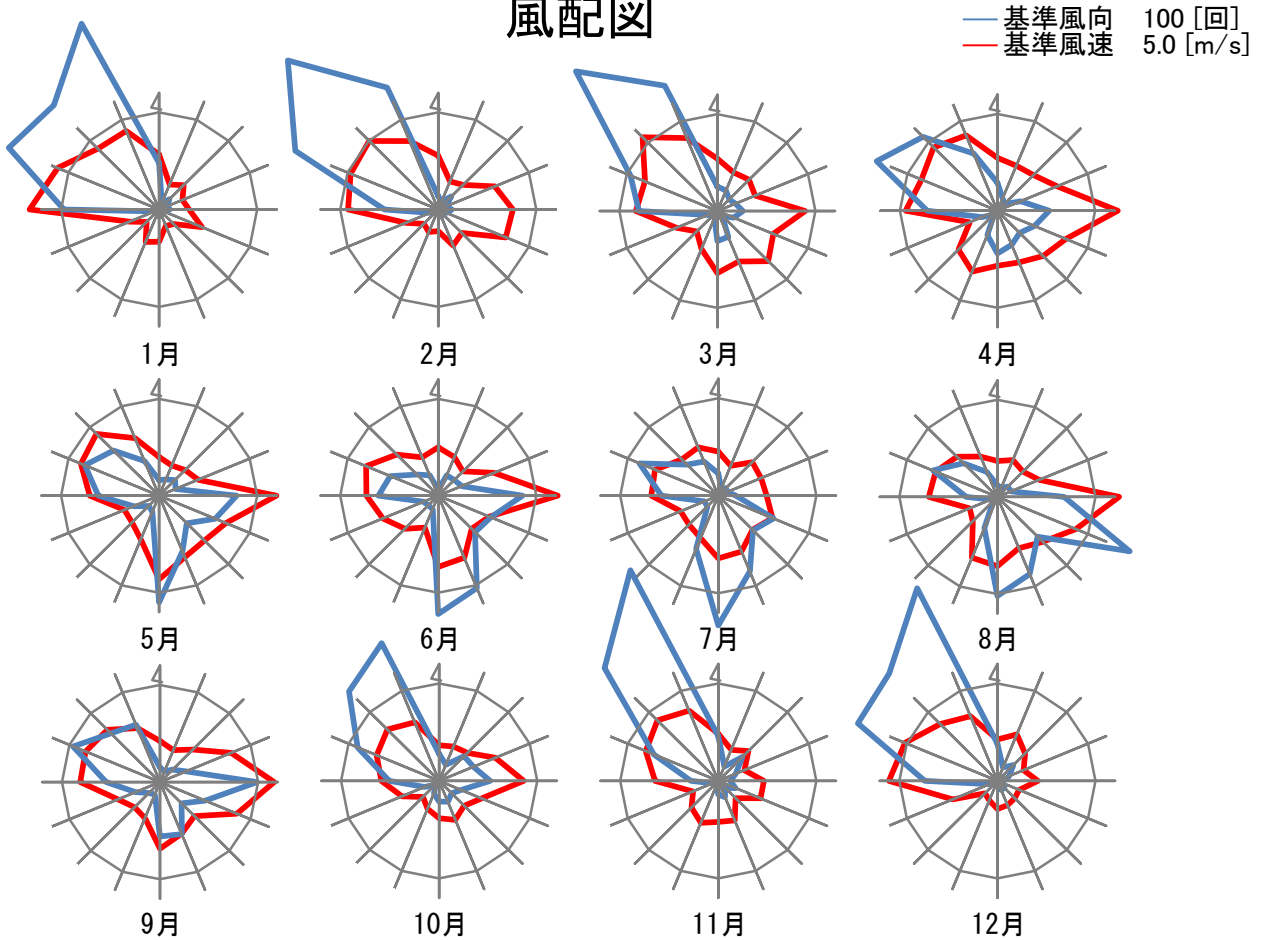 風配図
基準風向 100 [回]
基準風速 5.0 [m/s]
1月
2月
3月
4月
5月
6月
7月
8月
9月
10月
11月
12月